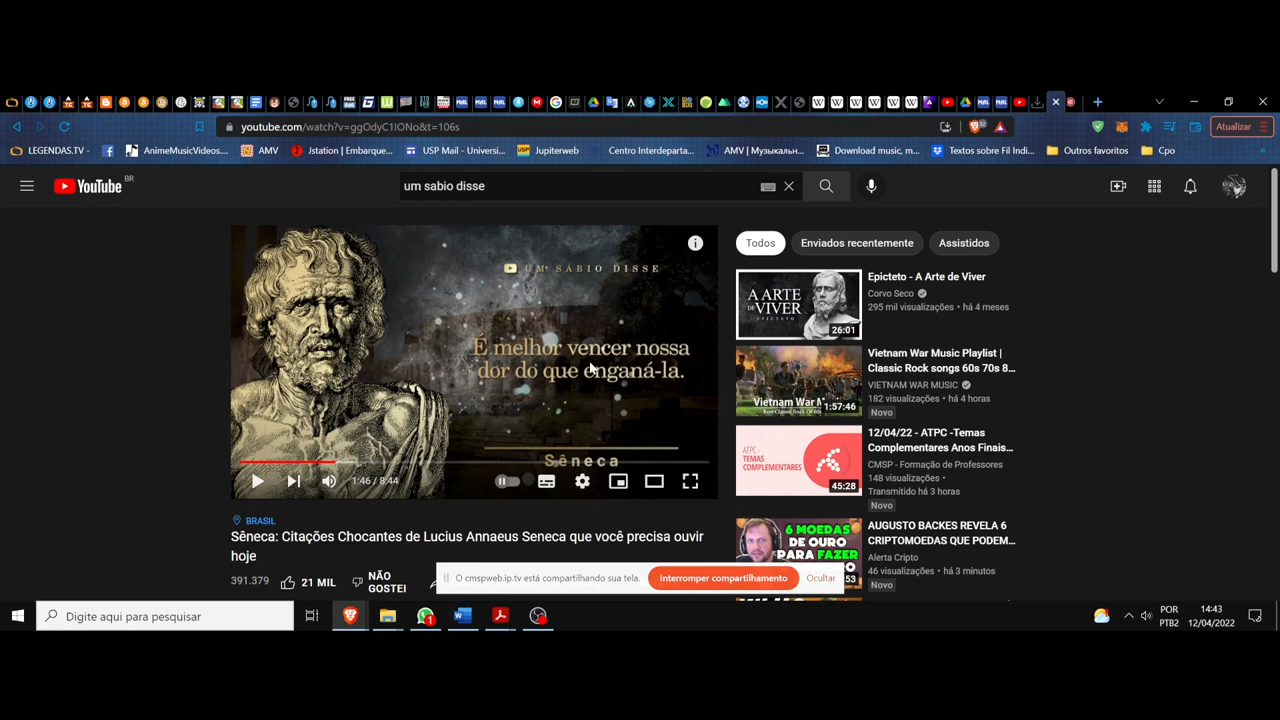 LEGENDAS.TV
AnimeMusicVideos...
AMV
Jstation | Embarque...
USP Mail - Universi...
Jupiterweb
Centro Interdeparta...
AMV | Музыкальн...
Download music, m...
Textos sobre Fil Indi...
Outros favoritos
Cpo
youtube.com/watch?v=ggOdyC1IONo&t=106s
Atualizar
YouTube BR
um sabio disse
UM SÁBIO DISSE
É melhor vencer nossa
dor do que enganá-la.
Sêneca
1:46 / 8:44
BRASIL
Sêneca: Citações Chocantes de Lucius Annaeus Seneca que você precisa ouvir
hoje
391.379
21 MIL
NÃO
GOSTEI
Todos
Enviados recentemente
Assistidos
A ARTE
DE VIVER
EPICTETO
26:01
Epicteto - A Arte de Viver
Corvo Seco
295 mil visualizações • há 4 meses
Vietnam War M
1:57:46
Vietnam War Music Playlist |
Classic Rock songs 60s 70s 8...
VIETNAM WAR MUSIC
182 visualizações • há 4 horas
Novo
ATPC -
TEMAS
COMPLEMENTARES
45:28
12/04/22 - ATPC -Temas
Complementares Anos Finais...
CMSP - Formação de Professores
148 visualizações •
Transmitido há 3 horas
Novo
6 MOEDAS
DE OURO
PARA FAZER
:53
AUGUSTO BACKES REVELA 6
CRIPTOMOEDAS QUE PODEM...
Alerta Cripto
46 visualizações • há 3 minutos
Novo
O cmspweb.ip.tv está compartilhando sua tela.
Interromper compartilhamento
Ocultar
Digite aqui para pesquisar
POR
PTB2
14:43
12/04/2022